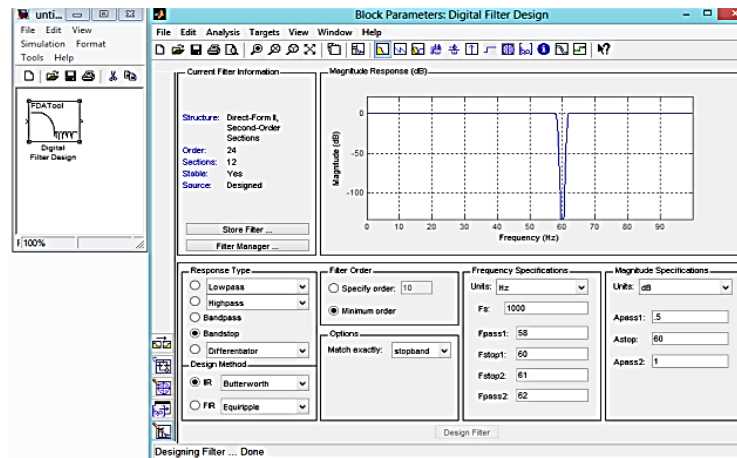 unti...
File Edit View
Simulation Format
Tools Help
FDATool
Digital
Filter Design
100%
Block Parameters: Digital Filter Design
File Edit Analysis Targets View Window Help
Current Filter Information
Structure: Direct-Form II,
Second-Order
Sections
Order: 24
Sections: 12
Stable: Yes
Source: Designed
Store Filter ...
Filter Manager ...
Magnitude Response (dB)
Magnitude (dB)
0
-50
-100
0 10 20 30 40 50 60 70 80 90
Frequency (Hz)
Response Type
Lowpass
Highpass
Bandpass
Bandstop
Differentiator
Design Method
IIR Butterworth
FIR Equiripple
Filter Order
Specify order: 10
Minimum order
Options
Match exactly: stopband
Frequency Specifications
Units: Hz
Fs: 1000
Fpass1: 58
Fstop1: 60
Fstop2: 61
Fpass2: 62
Magnitude Specifications
Units: dB
Apass1: .5
Astop: 60
Apass2: 1
Design Filter
Designing Filter ... Done